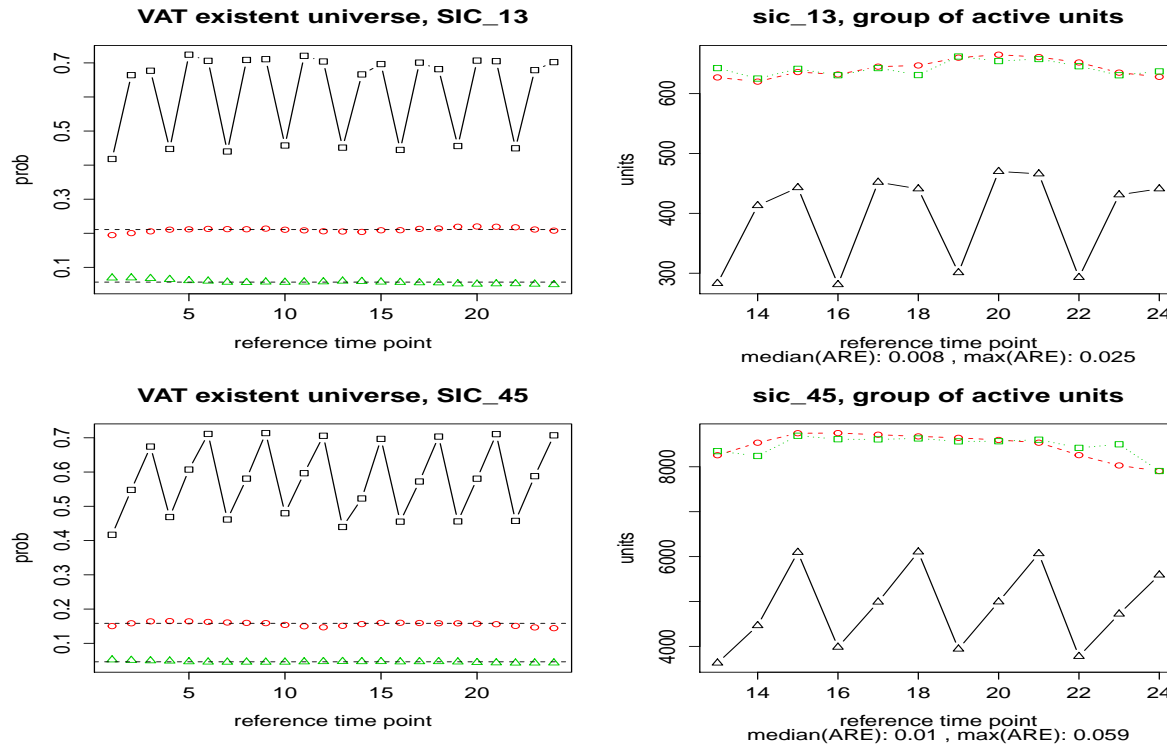 VAT existent universe, SIC_13
prob
0.1 0.3 0.5 0.7
5 10 15 20
reference time point
sic_13, group of active units
units
300 400 500 600
14 16 18 20 22 24
reference time point
median(ARE): 0.008 , max(ARE): 0.025
VAT existent universe, SIC_45
prob
0.1 0.2 0.3 0.4 0.5 0.6 0.7
5 10 15 20
reference time point
sic_45, group of active units
units
4000 6000 8000
14 16 18 20 22 24
reference time point
median(ARE): 0.01 , max(ARE): 0.059